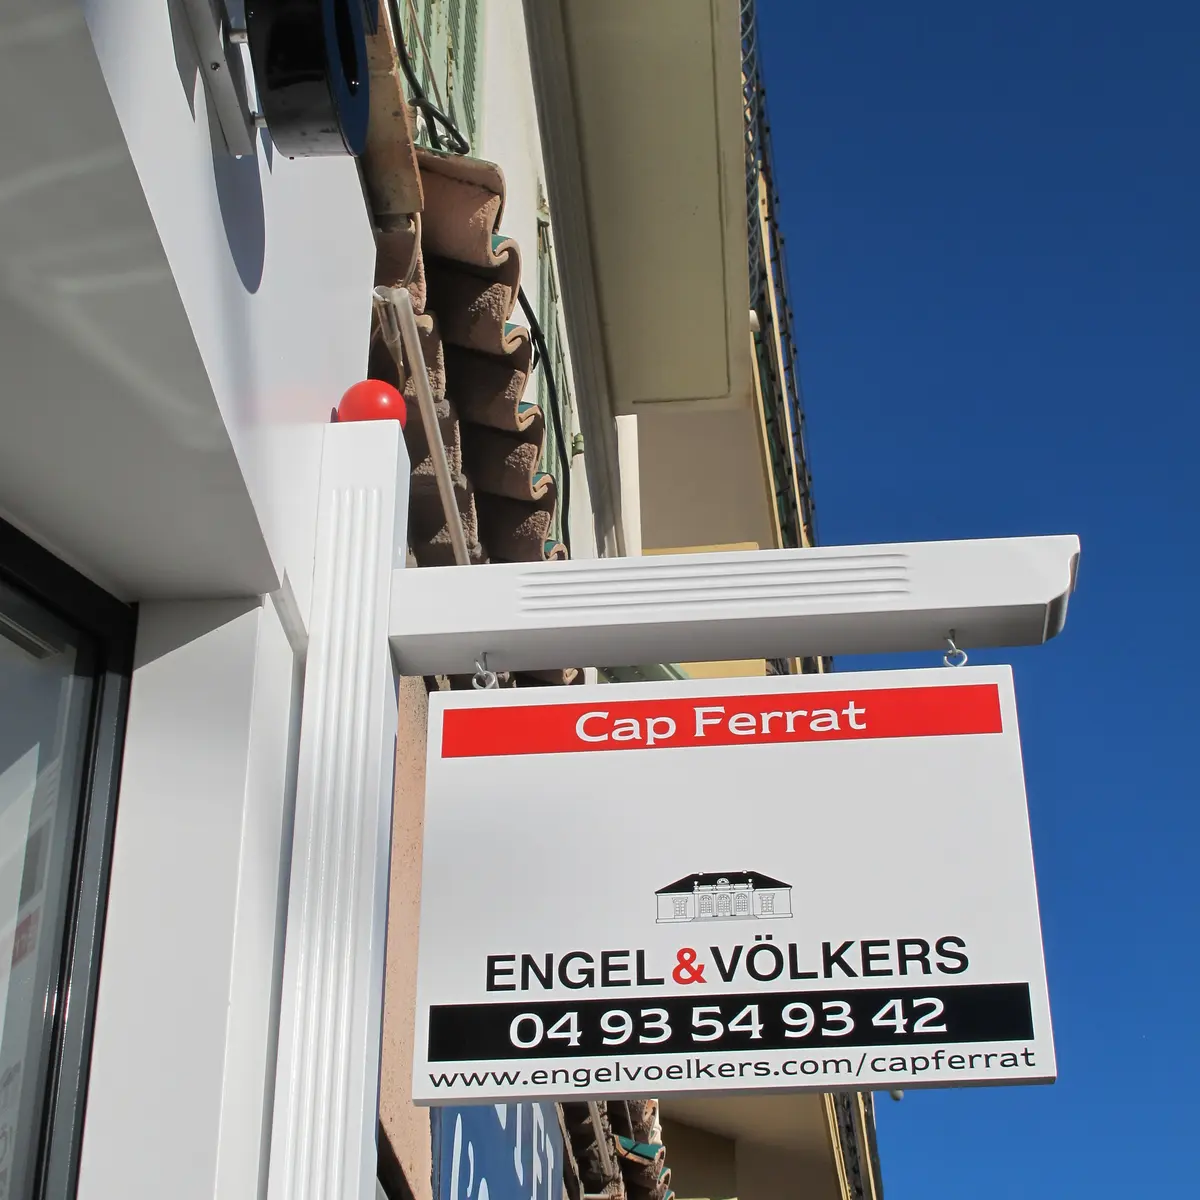 Cap Ferrat
ENGEL & VÖLKERS
04 93 54 93 42
www.engelvoelkers.com/capferrat